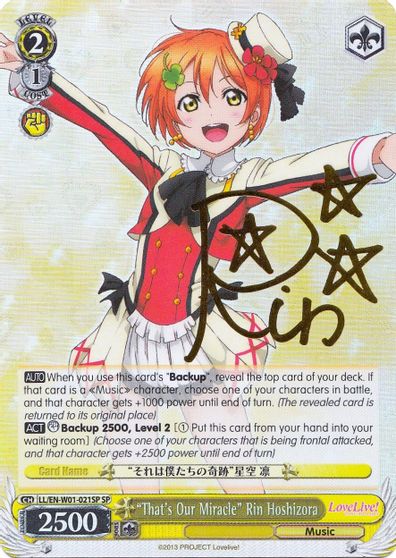 LEVEL
2
1
COST
Rin
AUTO When you use this card's "Backup", reveal the top card of your deck. If
that card is a «Music» character, choose one of your characters in battle,
and that character gets +1000 power until end of turn. (The revealed card is
returned to its original place)
ACT Backup 2500, Level 2 [① Put this card from your hand into your
waiting room] (Choose one of your characters that is being frontal attacked,
and that character gets +2500 power until end of turn)
Card Name
“それは僕たちの奇跡”星空 凛
CH LL/EN-W01-021SP SP
"That's Our Miracle" Rin Hoshizora
LoveLive!
POWER
2500
SOUL
TRAIT
Music
©2013 PROJECT Lovelive!